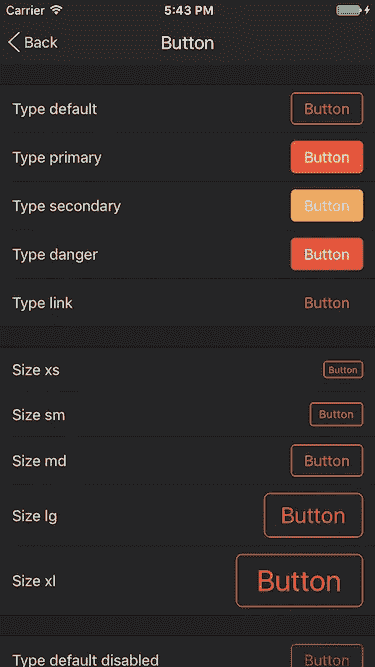 Carrier 5:43 PM
Back Button
Type default Button
Type primary Button
Type secondary Button
Type danger Button
Type link Button
Size xs Button
Size sm Button
Size md Button
Size lg Button
Size xl Button
Type default disabled Button